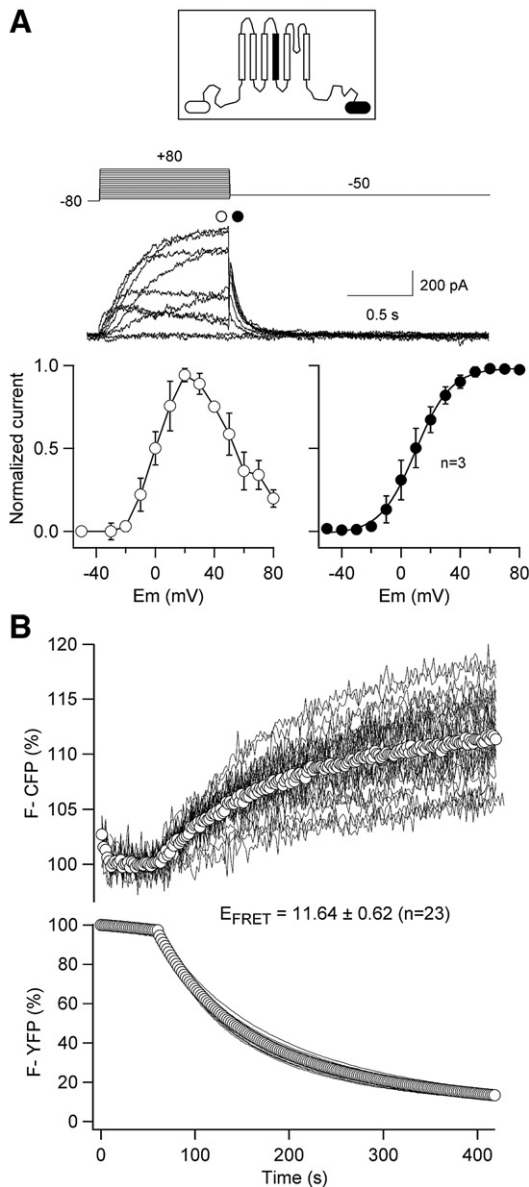 A
+80
-80
-50
200 pA
0.5 s
Normalized current
1.0
0.5
0.0
-40 0 40 80
Em (mV)
n=3
-40 0 40 80
Em (mV)
B
F- CFP (%)
120
115
110
105
100
EFRET = 11.64 ± 0.62 (n=23)
F- YFP (%)
100
80
60
40
20
0
0 100 200 300 400
Time (s)